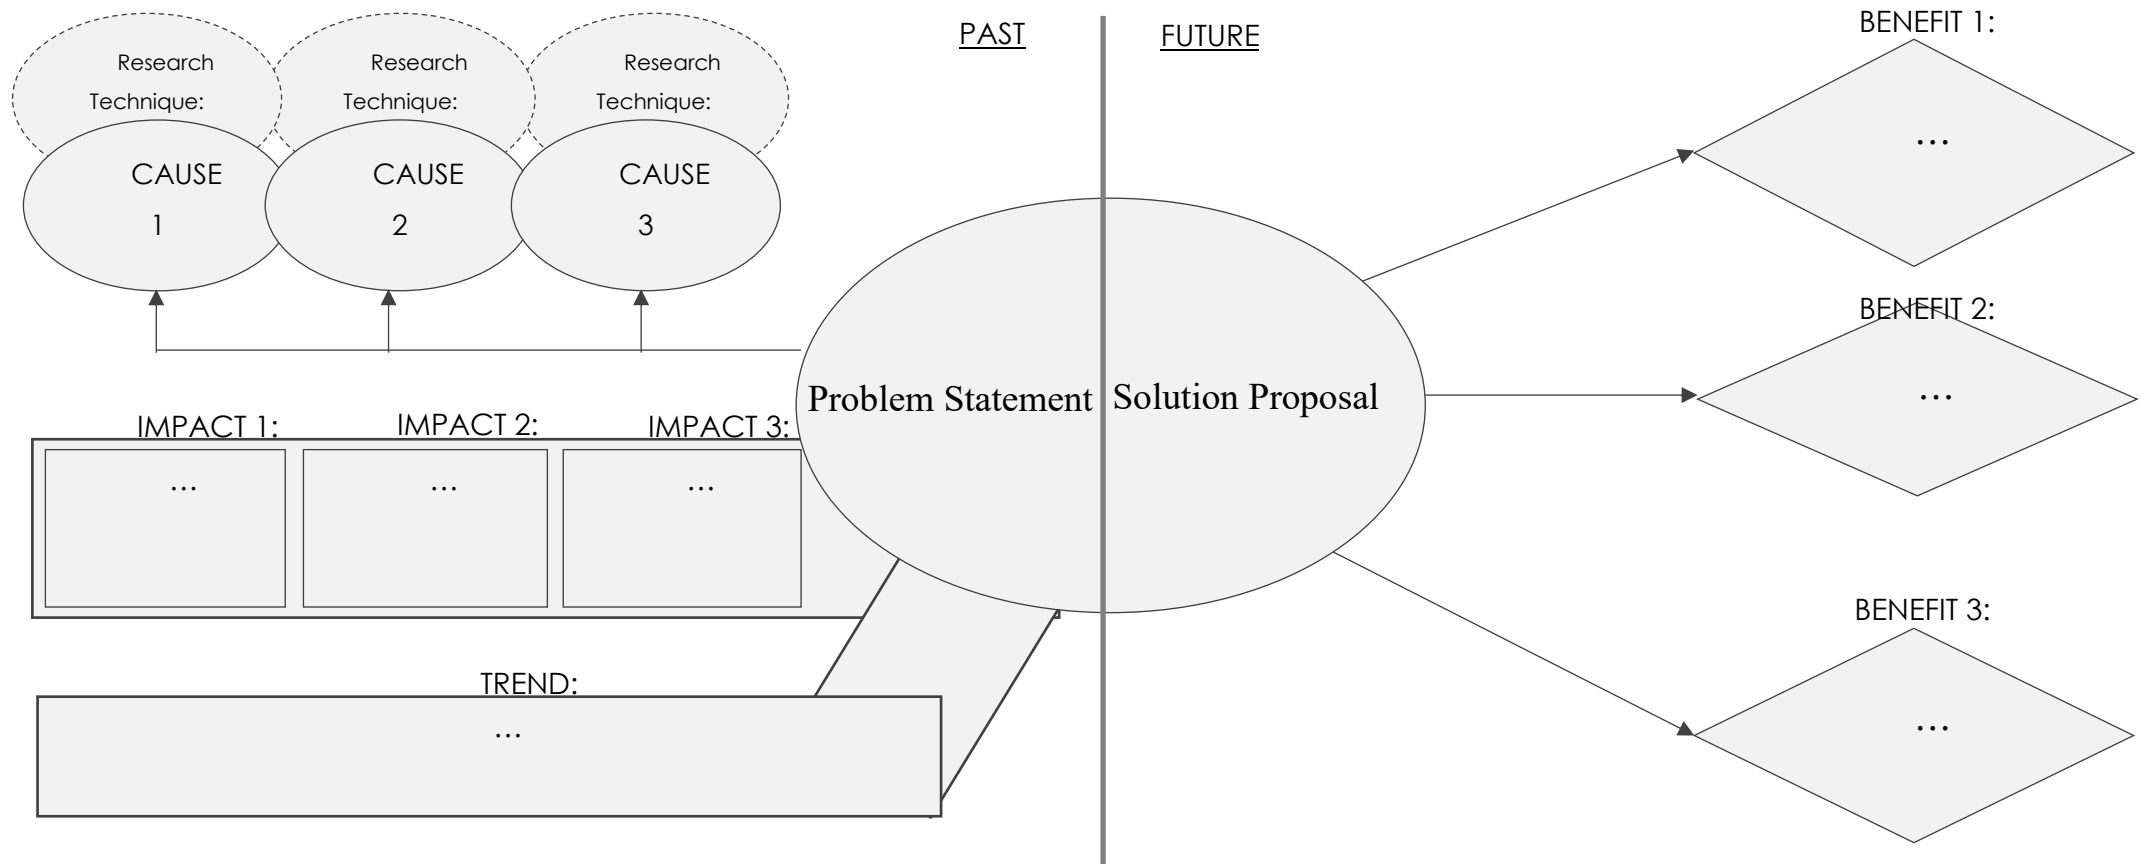 PAST
FUTURE
Research
Technique:
CAUSE
1
Research
Technique:
CAUSE
2
Research
Technique:
CAUSE
3
Problem Statement
Solution Proposal
IMPACT 1:
...
IMPACT 2:
...
IMPACT 3:
...
TREND:
...
BENEFIT 1:
...
BENEFIT 2:
...
BENEFIT 3:
...